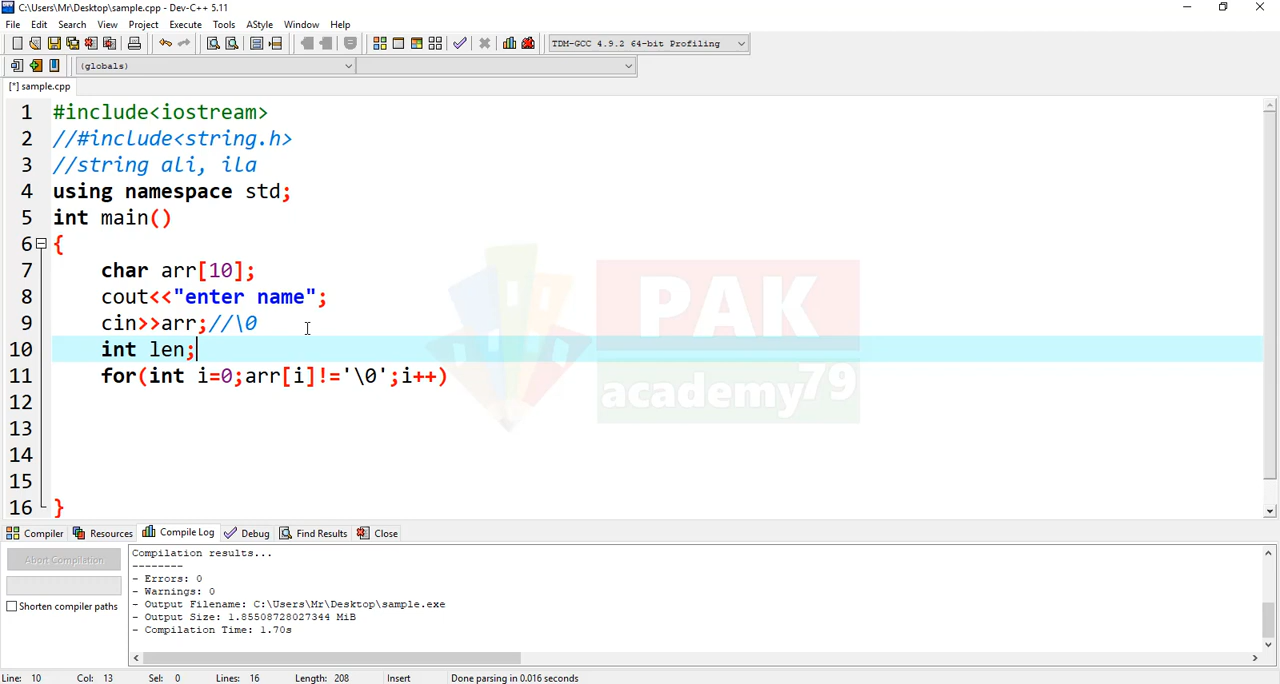 C:\Users\Mr\Desktop\sample.cpp - Dev-C++ 5.11
File Edit Search View Project Execute Tools AStyle Window Help
TDM-GCC 4.9.2 64-bit Profiling
(globals)
[*] sample.cpp
1 #include<iostream>
2 //#include<string.h>
3 //string ali, ila
4 using namespace std;
5 int main()
6 {
7 char arr[10];
8 cout<<"enter name";
9 cin>>arr;//\0
10 int len;
11 for(int i=0;arr[i]!='\0';i++)
12
13
14
15
16 }
PAK
academy79
Compiler Resources Compile Log Debug Find Results Close
Abort Compilation
Shorten compiler paths
Compilation results...
--------
- Errors: 0
- Warnings: 0
- Output Filename: C:\Users\Mr\Desktop\sample.exe
- Output Size: 1.85508728027344 MiB
- Compilation Time: 1.70s
Line: 10 Col: 13 Sel: 0 Lines: 16 Length: 208 Insert Done parsing in 0.016 seconds